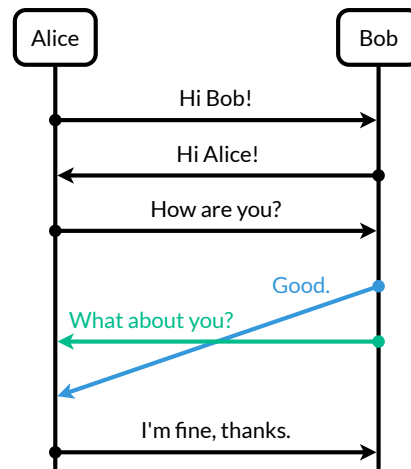 Alice
Bob
Hi Bob!
Hi Alice!
How are you?
Good.
What about you?
I'm fine, thanks.